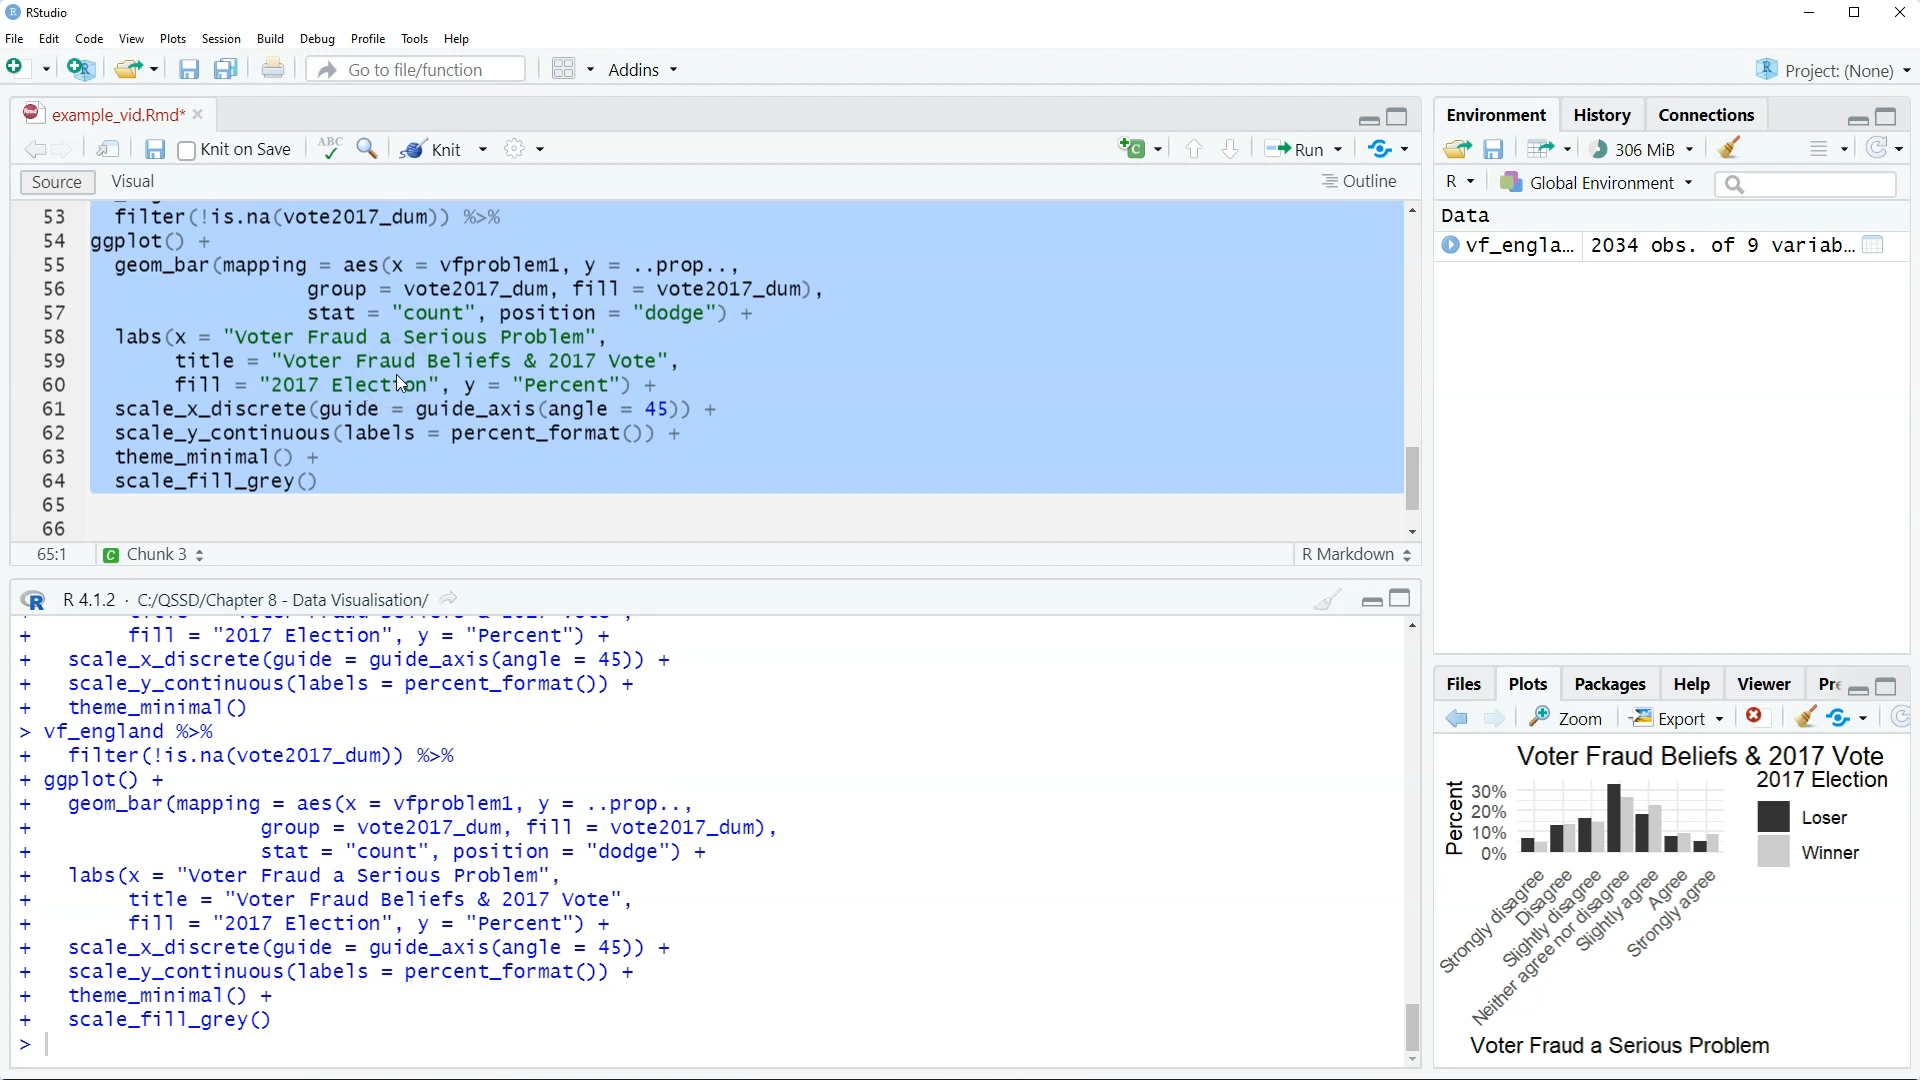 RStudio
File Edit Code View Plots Session Build Debug Profile Tools Help
Go to file/function Addins Project: (None)
example_vid.Rmd*
Knit on Save ABC Knit Run
Source Visual Outline
53 filter(!is.na(vote2017_dum)) %>%
54 ggplot() +
55 geom_bar(mapping = aes(x = vfproblem1, y = ..prop..,
56 group = vote2017_dum, fill = vote2017_dum),
57 stat = "count", position = "dodge") +
58 labs(x = "Voter Fraud a Serious Problem",
59 title = "Voter Fraud Beliefs & 2017 Vote",
60 fill = "2017 Election", y = "Percent") +
61 scale_x_discrete(guide = guide_axis(angle = 45)) +
62 scale_y_continuous(labels = percent_format()) +
63 theme_minimal() +
64 scale_fill_grey()
65
66
65:1 C Chunk 3 R Markdown
R R 4.1.2 · C:/QSSD/Chapter 8 - Data Visualisation/
+ fill = "2017 Election", y = "Percent") +
+ scale_x_discrete(guide = guide_axis(angle = 45)) +
+ scale_y_continuous(labels = percent_format()) +
+ theme_minimal()
> vf_england %>%
+ filter(!is.na(vote2017_dum)) %>%
+ ggplot() +
+ geom_bar(mapping = aes(x = vfproblem1, y = ..prop..,
+ group = vote2017_dum, fill = vote2017_dum),
+ stat = "count", position = "dodge") +
+ labs(x = "Voter Fraud a Serious Problem",
+ title = "Voter Fraud Beliefs & 2017 Vote",
+ fill = "2017 Election", y = "Percent") +
+ scale_x_discrete(guide = guide_axis(angle = 45)) +
+ scale_y_continuous(labels = percent_format()) +
+ theme_minimal() +
+ scale_fill_grey()
>
Environment History Connections
306 MiB
R Global Environment
Data
vf_engla… 2034 obs. of 9 variab…
Files Plots Packages Help Viewer
Zoom Export
Voter Fraud Beliefs & 2017 Vote
2017 Election
Loser
Winner
Percent
30%
20%
10%
0%
Strongly disagree
Disagree
Slightly disagree
Neither agree nor disagree
Slightly agree
Agree
Strongly agree
Voter Fraud a Serious Problem